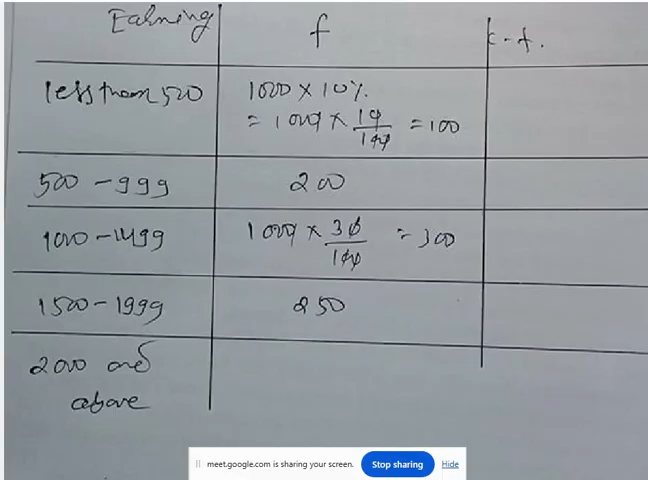 Earning f c.f.
less than 500 1000 × 10%.
= 1000 × 10/100 = 100
500 - 999 200
1000 - 1499 1000 × 30/100 = 300
1500 - 1999 250
2000 and
above
meet.google.com is sharing your screen. Stop sharing Hide